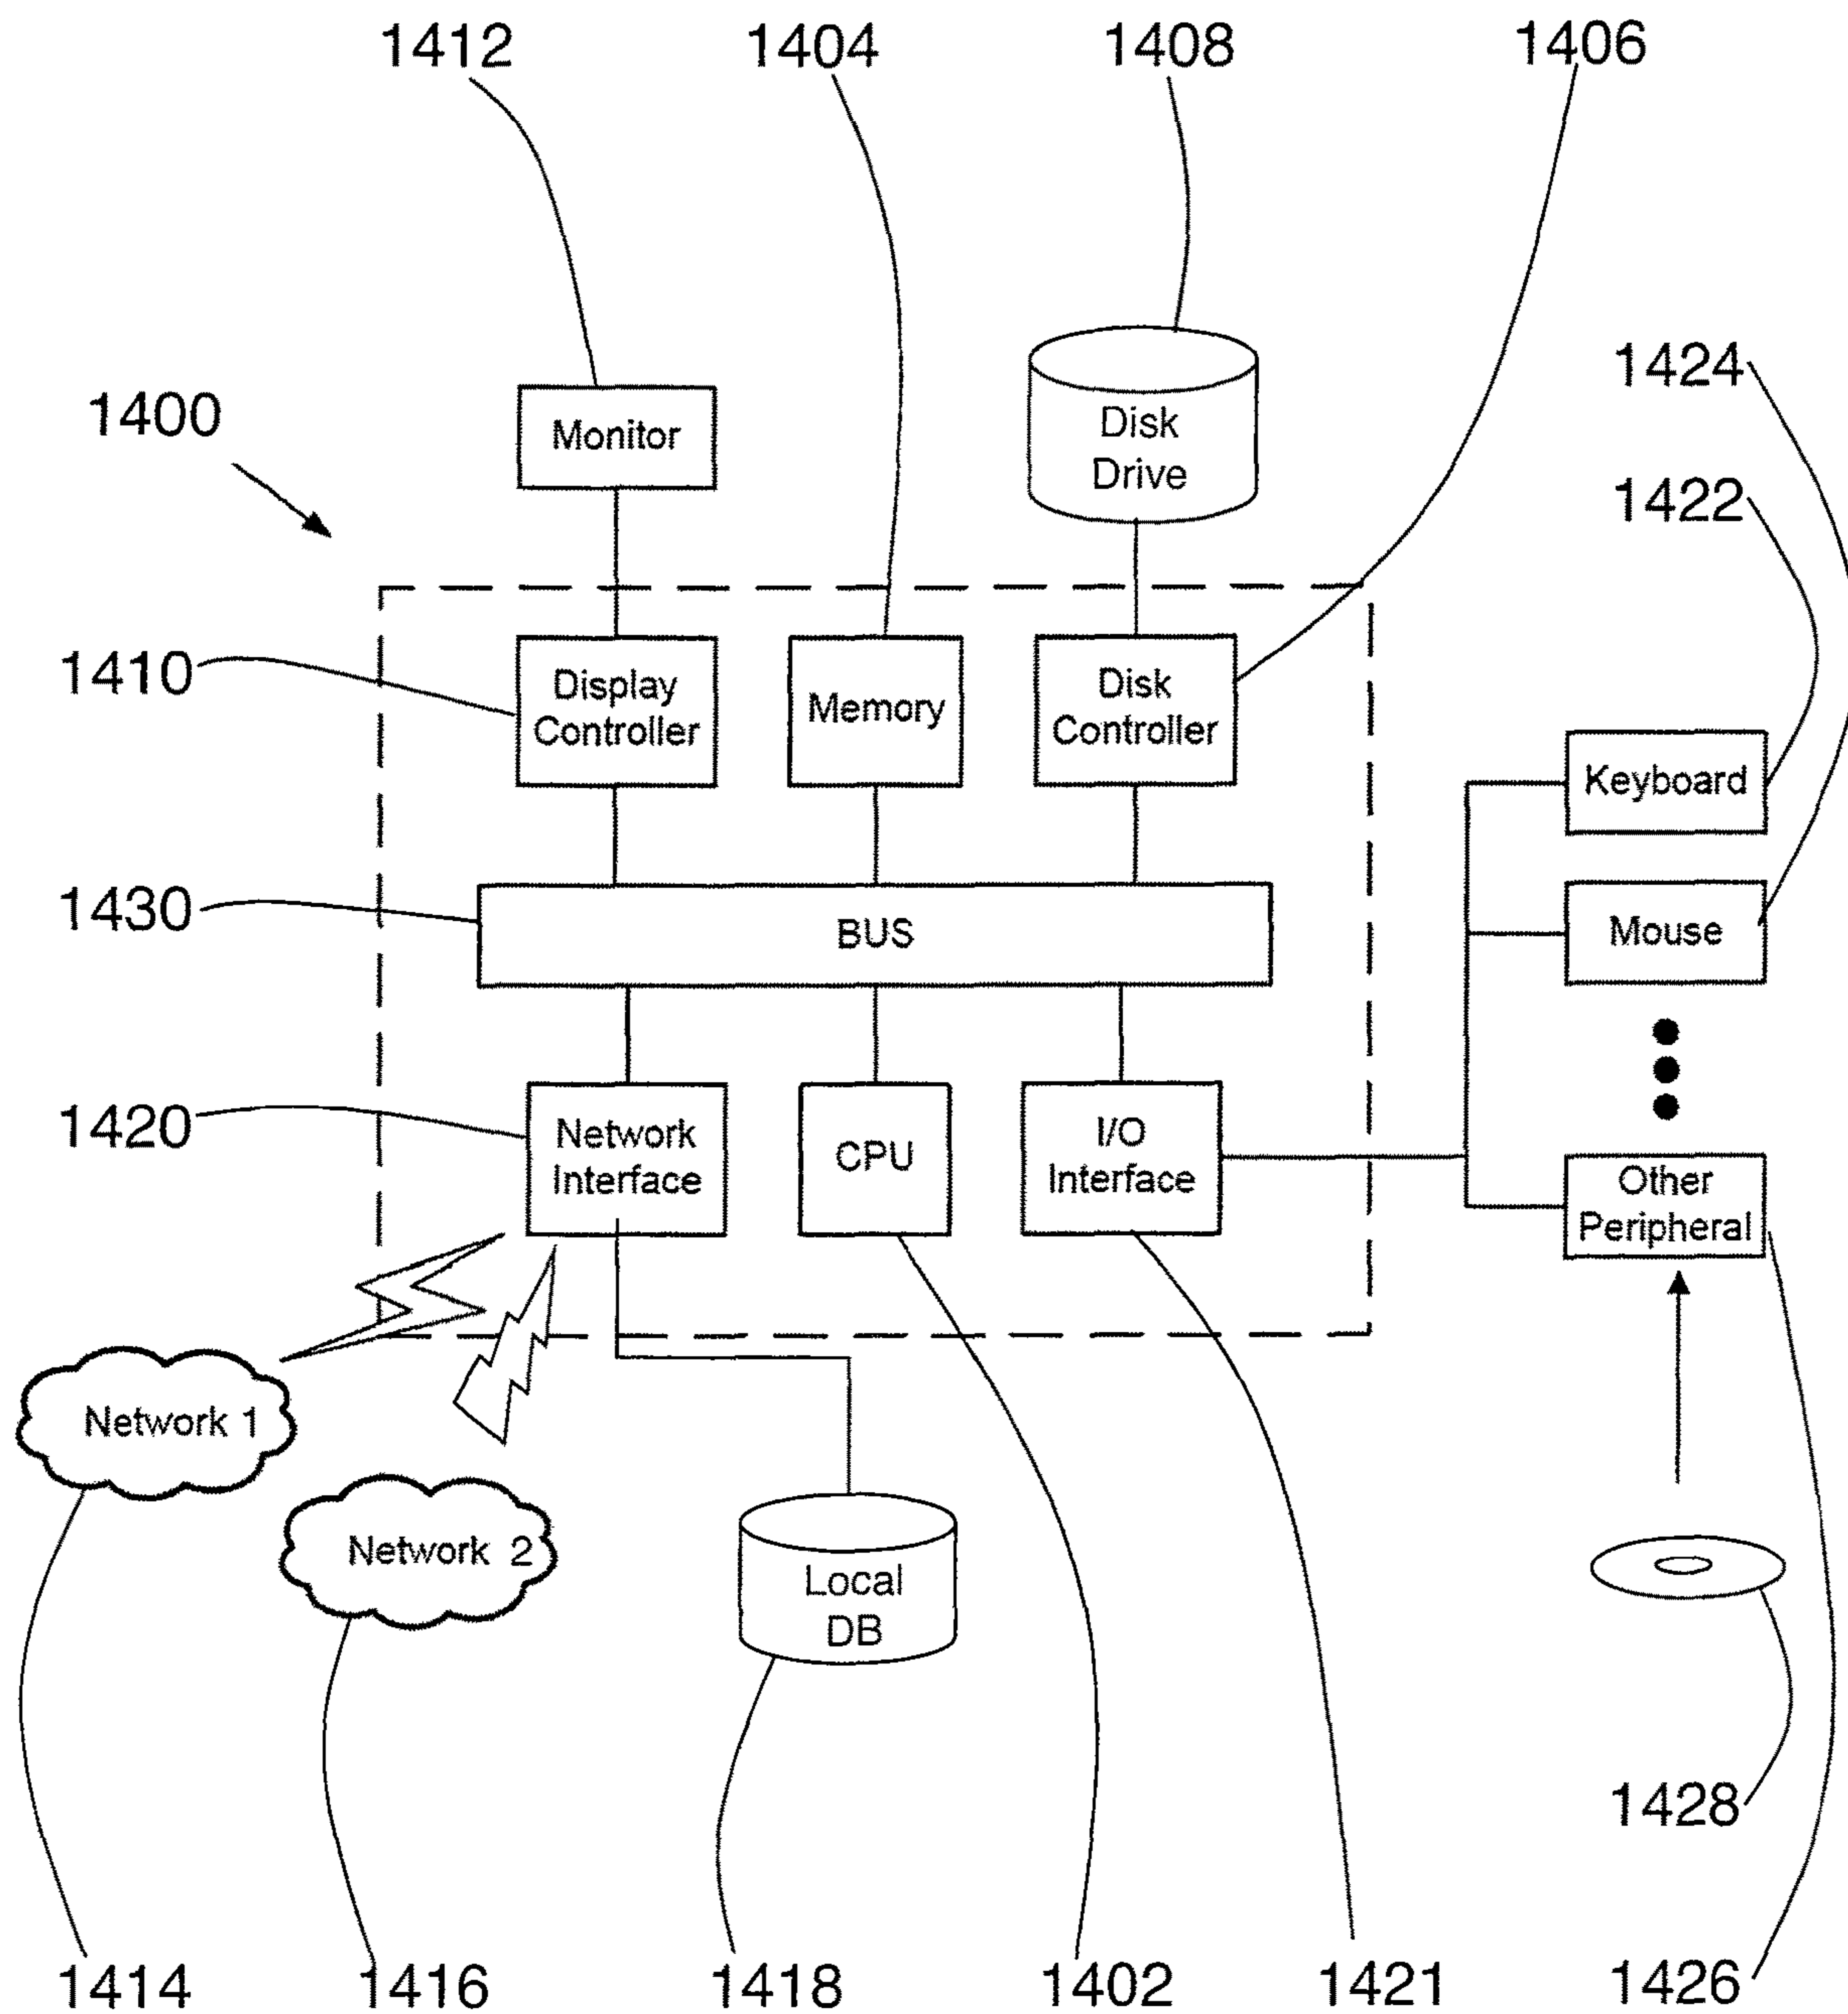 1412
1404
1408
1406
1424
1400
Monitor
Disk
Drive
1422
1410
Display
Controller
Memory
Disk
Controller
Keyboard
1430
BUS
Mouse
1420
Network
Interface
CPU
I/O
Interface
Other
Peripheral
Network 1
Network 2
Local
DB
1428
1414
1416
1418
1402
1421
1426